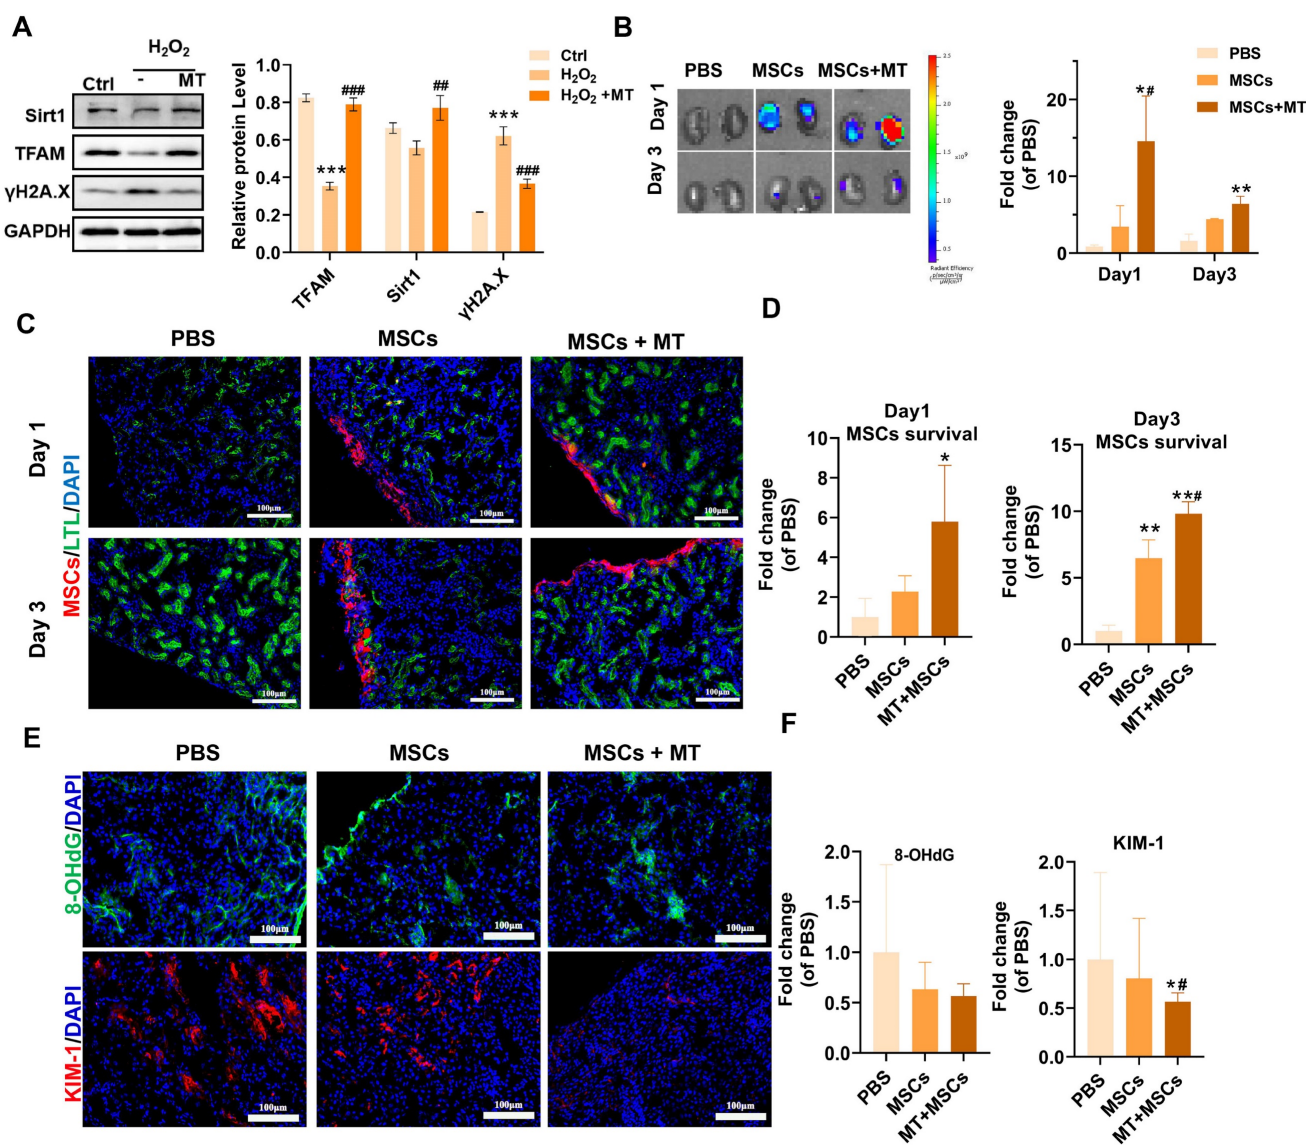 A
H₂O₂
Ctrl - MT
Sirt1
TFAM
γH2A.X
GAPDH
Relative protein Level
1.0
0.8
0.6
0.4
0.2
0.0
***
###
##
***
###
TFAM
Sirt1
γH2A.X
Ctrl
H₂O₂
H₂O₂ +MT
B
PBS MSCs MSCs+MT
Day 1
Day 3
2.5
2.0
1.5
x10⁹
1.0
0.5
Radiant Efficiency
Fold change
(of PBS)
20
10
0
*#
**
Day1 Day3
PBS
MSCs
MSCs+MT
C
PBS MSCs MSCs + MT
MSCs/LTL/DAPI
Day 1
100μm
100μm
100μm
Day 3
100μm
100μm
100μm
D
Day1
MSCs survival
Fold change
(of PBS)
10
8
6
4
2
0
*
PBS
MSCs
MT+MSCs
Day3
MSCs survival
Fold change
(of PBS)
15
10
5
0
**
**#
PBS
MSCs
MT+MSCs
E
PBS MSCs MSCs + MT
8-OHdG/DAPI
100μm
100μm
100μm
KIM-1/DAPI
100μm
100μm
100μm
F
8-OHdG
Fold change
(of PBS)
2.0
1.5
1.0
0.5
0.0
PBS
MSCs
MT+MSCs
KIM-1
Fold change
(of PBS)
2.0
1.5
1.0
0.5
0.0
*#
PBS
MSCs
MT+MSCs